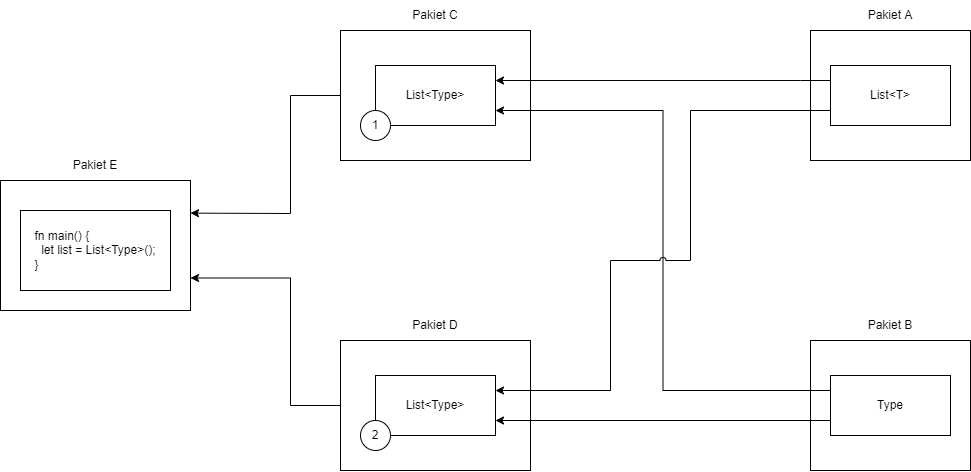 Pakiet C
Pakiet A
List<Type>
List<T>
1
Pakiet E
fn main() {
let list = List<Type>();
}
Pakiet D
Pakiet B
List<Type>
Type
2